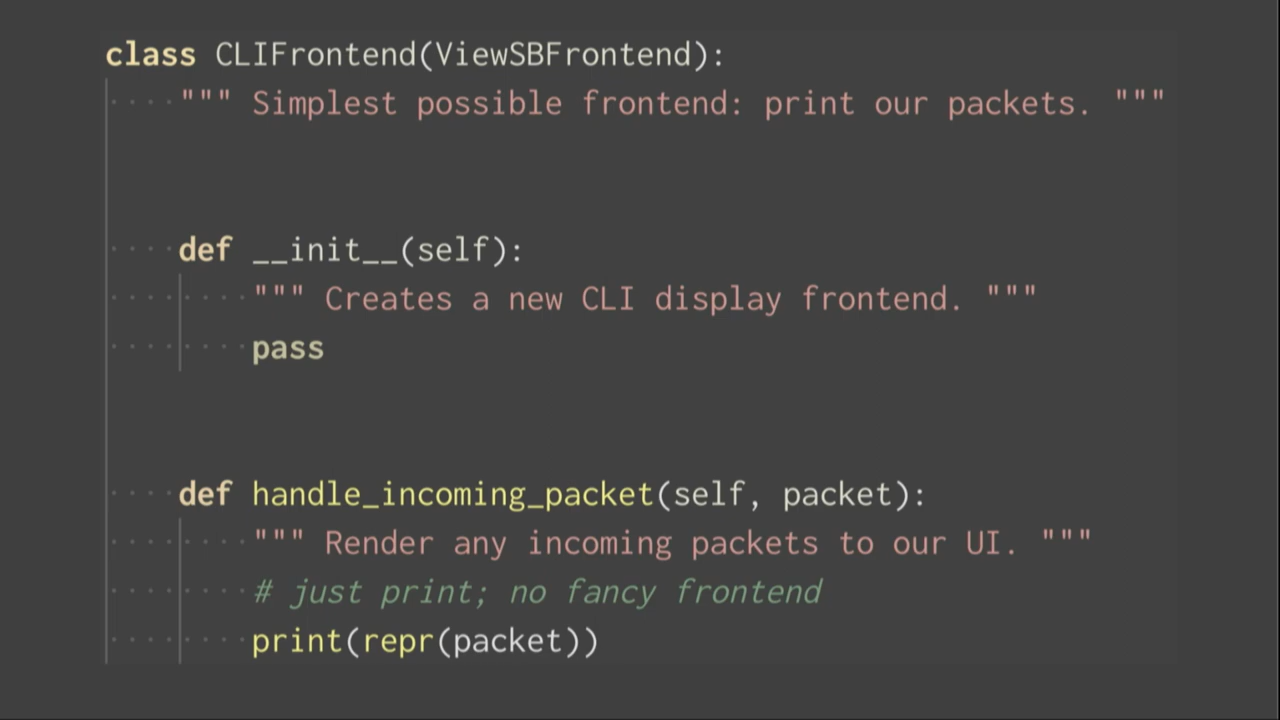 class CLIFrontend(ViewSBFrontend):
    """ Simplest possible frontend: print our packets. """
    def __init__(self):
        """ Creates a new CLI display frontend. """
        pass
    def handle_incoming_packet(self, packet):
        """ Render any incoming packets to our UI. """
        # just print; no fancy frontend
        print(repr(packet))